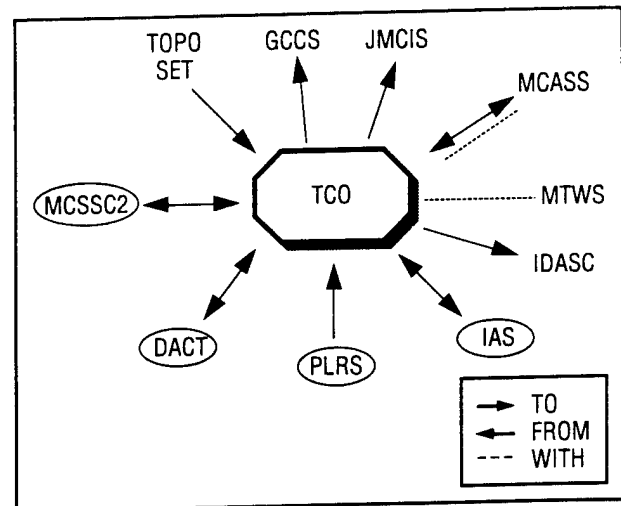 TOPO
SET
GCCS
JMCIS
MCASS
MCSSC2
TCO
MTWS
IDASC
DACT
PLRS
IAS
TO
FROM
WITH